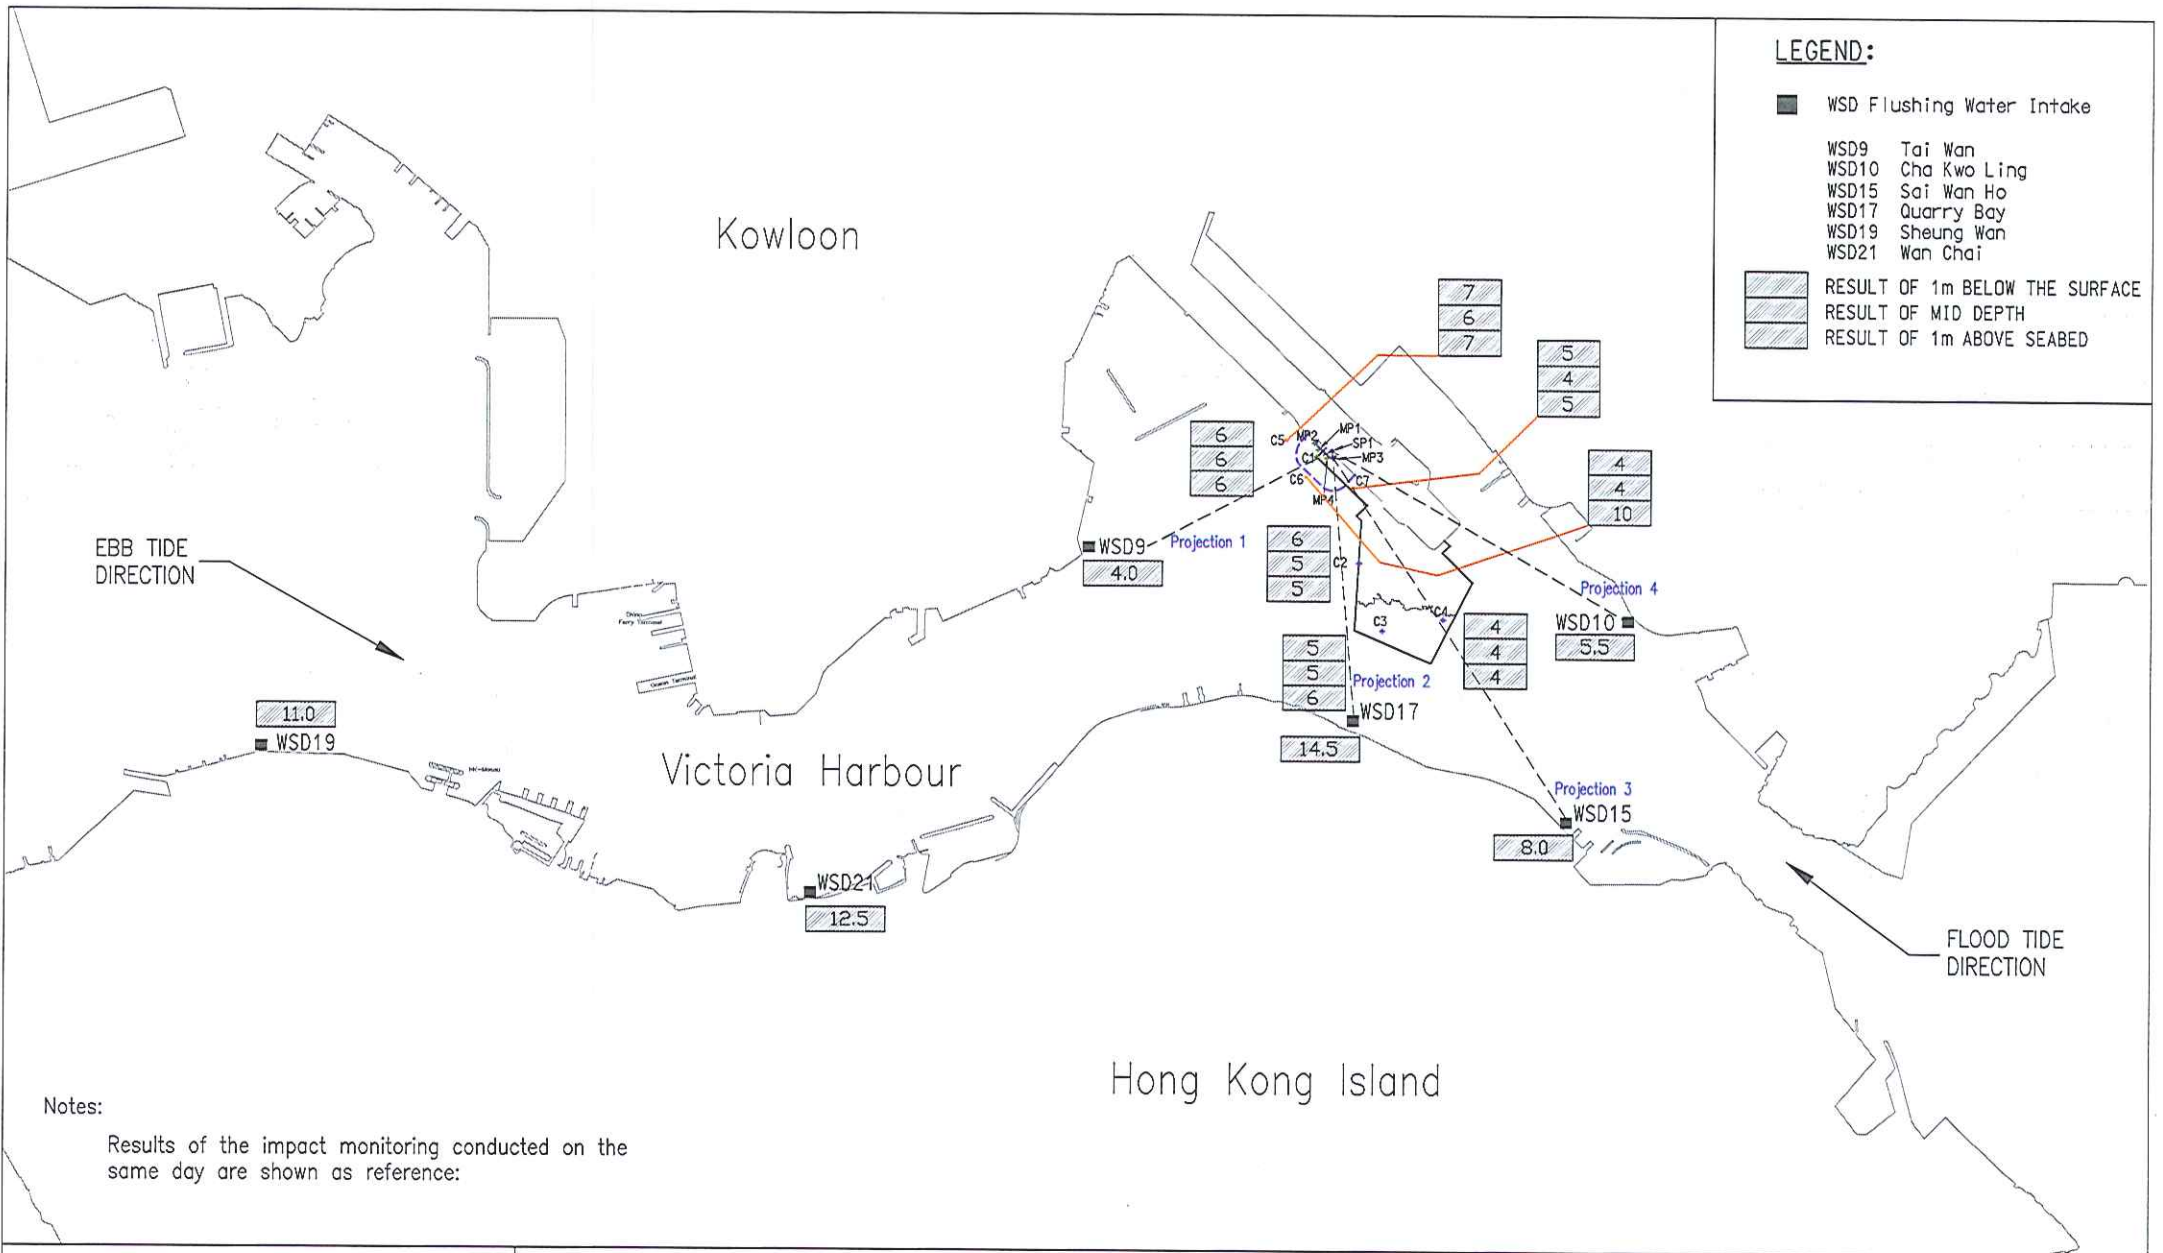 LEGEND:
WSD Flushing Water Intake
WSD9 Tai Wan
WSD10 Cha Kwo Ling
WSD15 Sai Wan Ho
WSD17 Quarry Bay
WSD19 Sheung Wan
WSD21 Wan Chai
RESULT OF 1m BELOW THE SURFACE
RESULT OF MID DEPTH
RESULT OF 1m ABOVE SEABED
Kowloon
7
6
7
5
4
5
6
6
6
C5
MP2
MP1
SP1
C1
MP3
C6
C7
MP4
4
4
10
EBB TIDE
DIRECTION
WSD9
Projection 1
4.0
6
5
5
C2
Projection 4
China
Ferry Terminal
C3
C4
4
4
4
WSD10
5.5
Ocean Terminal
5
5
6
Projection 2
WSD17
14.5
11.0
WSD19
Victoria Harbour
Projection 3
WSD15
8.0
WSD21
12.5
FLOOD TIDE
DIRECTION
Hong Kong Island
Notes:
Results of the impact monitoring conducted on the
same day are shown as reference: